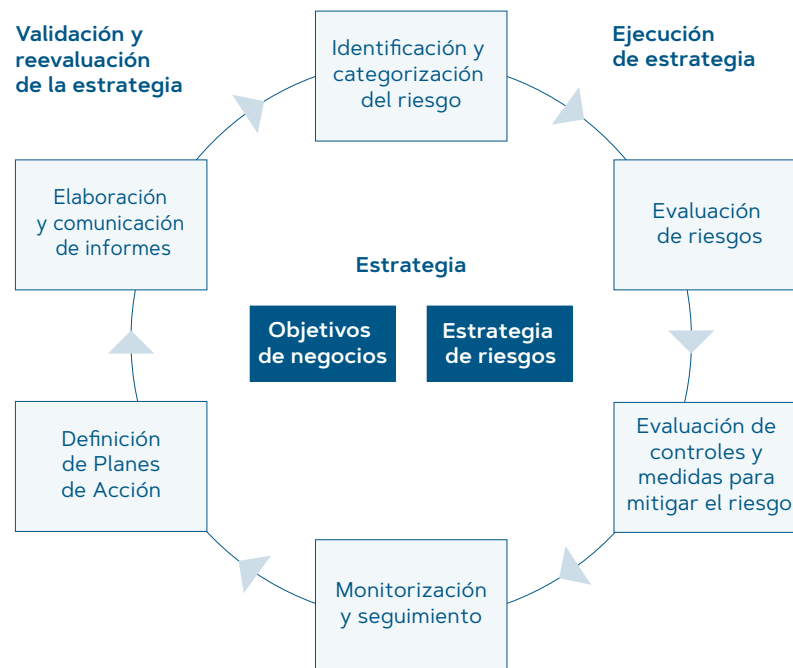 Validación y
reevaluación
de la estrategia
Identificación y
categorización
del riesgo
Ejecución
de estrategia
Elaboración
y comunicación
de informes
Evaluación
de riesgos
Estrategia
Objetivos
de negocios
Estrategia
de riesgos
Definición
de Planes
de Acción
Evaluación de
controles y
medidas para
mitigar el riesgo
Monitorización
y seguimiento